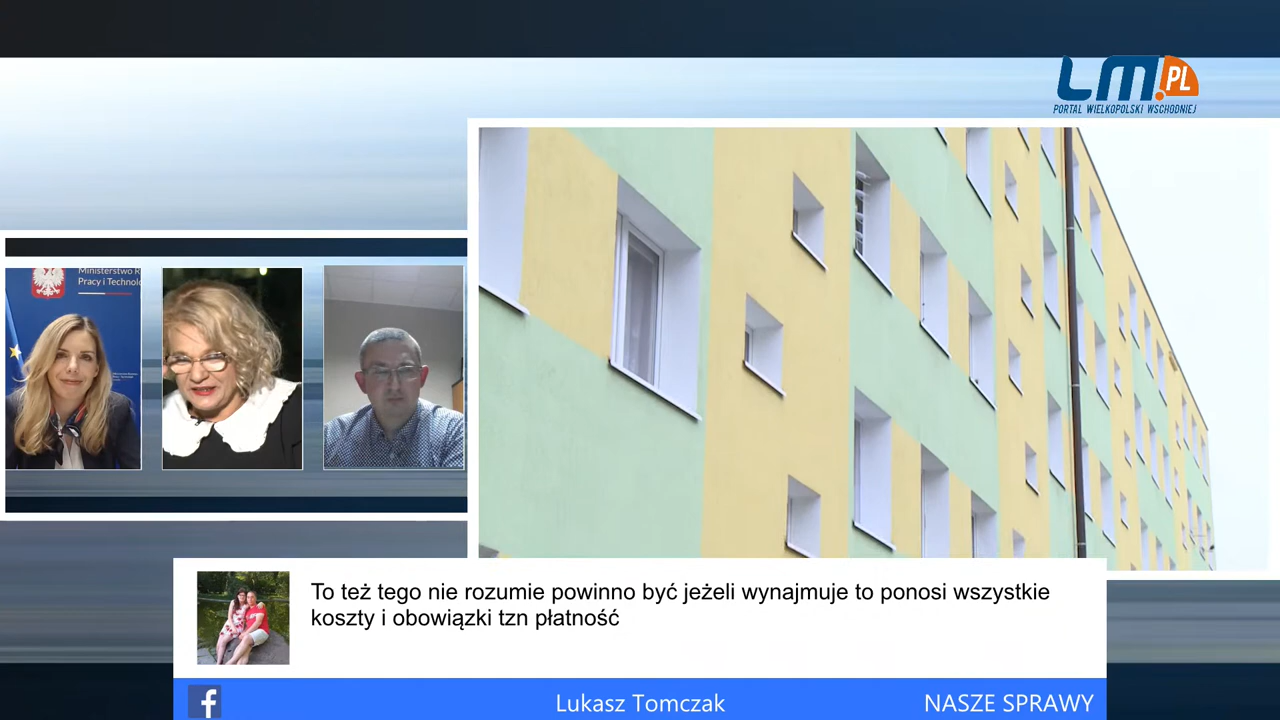 LM.PL
PORTAL WIELKOPOLSKI WSCHODNIEJ
Ministerstwo R
Pracy i Technolo
To też tego nie rozumie powinno być jeżeli wynajmuje to ponosi wszystkie
koszty i obowiązki tzn płatność
f
Lukasz Tomczak
NASZE SPRAWY